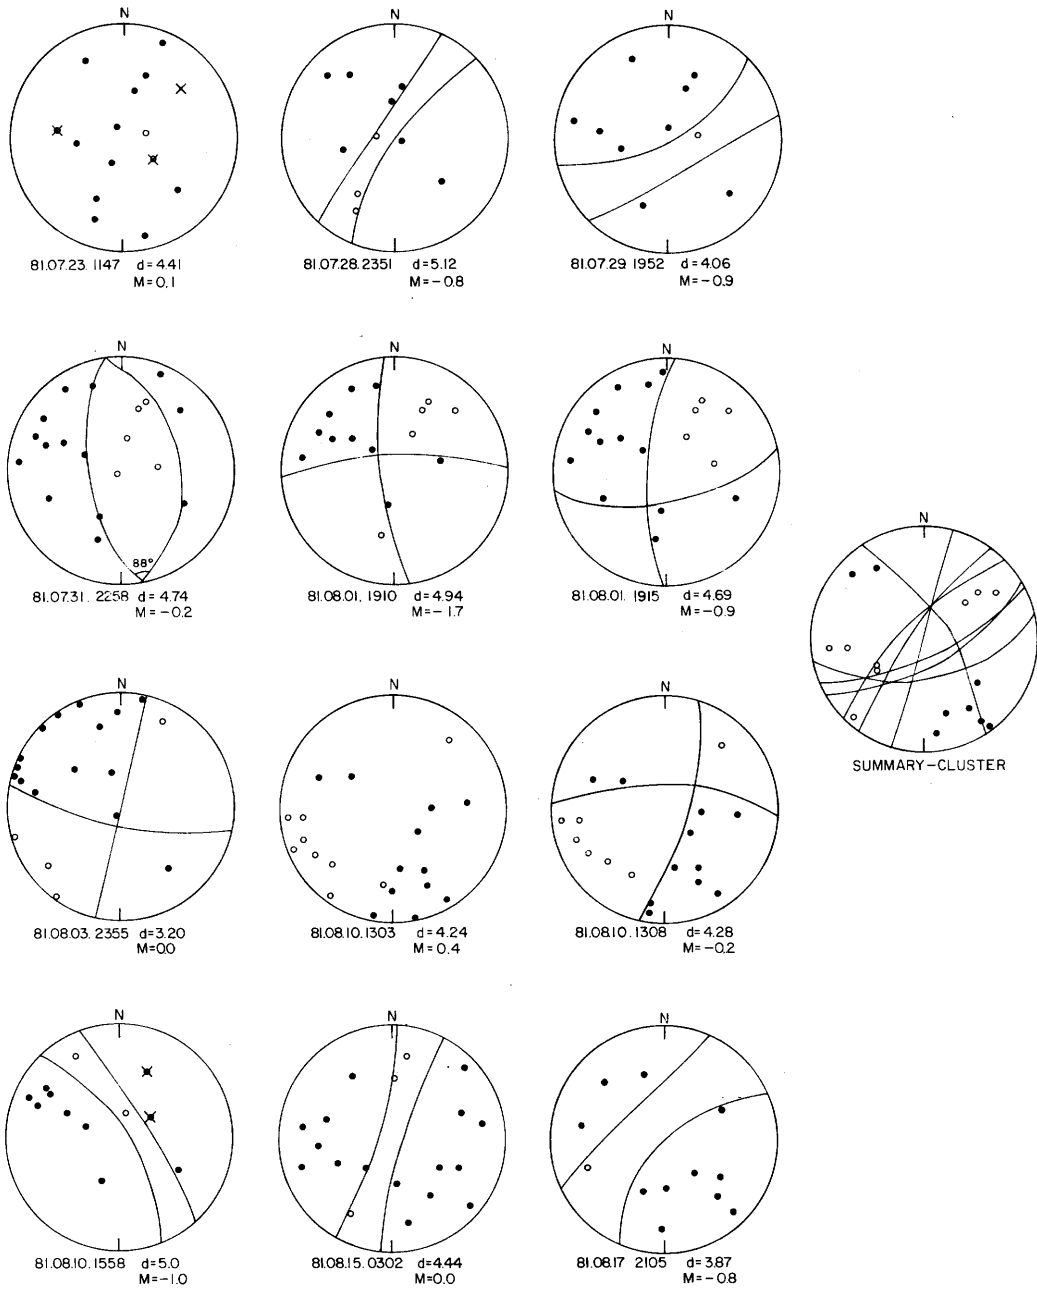 N N N
81.07.23. 1147 d=4.41
M=0.1
81.07.28.2351 d=5.12
M=-0.8
81.07.29. 1952 d=4.06
M=-0.9
N N N
88°
81.07.31. 2258 d=4.74
M=-0.2
81.08.01. 1910 d=4.94
M=-1.7
81.08.01. 1915 d=4.69
M=-0.9
N
SUMMARY-CLUSTER
N N N
81.08.03.2355 d=3.20
M=0.0
81.08.10.1303 d=4.24
M=0.4
81.08.10.1308 d=4.28
M=-0.2
N N N
81.08.10.1558 d=5.0
M=-1.0
81.08.15.0302 d=4.44
M=0.0
81.08.17 2105 d=3.87
M=-0.8